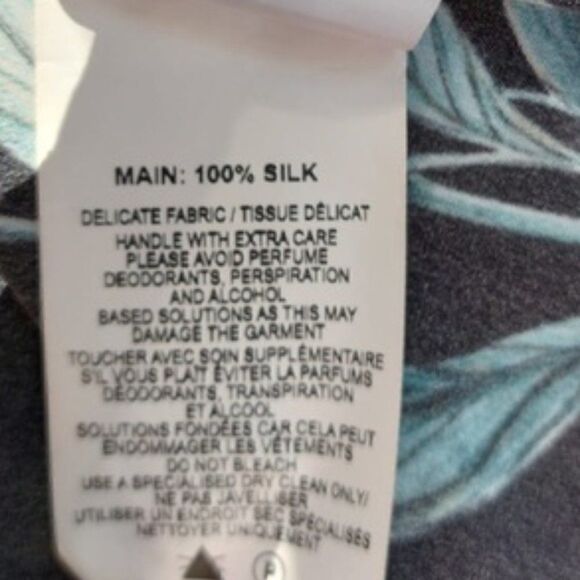 MAIN: 100% SILK
DELICATE FABRIC / TISSUE DÉLICAT
HANDLE WITH EXTRA CARE
PLEASE AVOID PERFUME
DEODORANTS, PERSPIRATION
AND ALCOHOL
BASED SOLUTIONS AS THIS MAY
DAMAGE THE GARMENT
TOUCHER AVEC SOIN SUPPLÉMENTAIRE
S'IL VOUS PLAIT ÉVITER LA PARFUMS
DÉODORANTS, TRANSPIRATION
ET ALCOOL
SOLUTIONS FONDÉES CAR CELA PEUT
ENDOMMAGER LES VÊTEMENTS
DO NOT BLEACH
USE A SPECIALISED DRY CLEAN ONLY/
NE PAS JAVELLISER
UTILISER UN ENDROIT SEC SPÉCIALISÉS
NETTOYER UNIQUEMENT
P